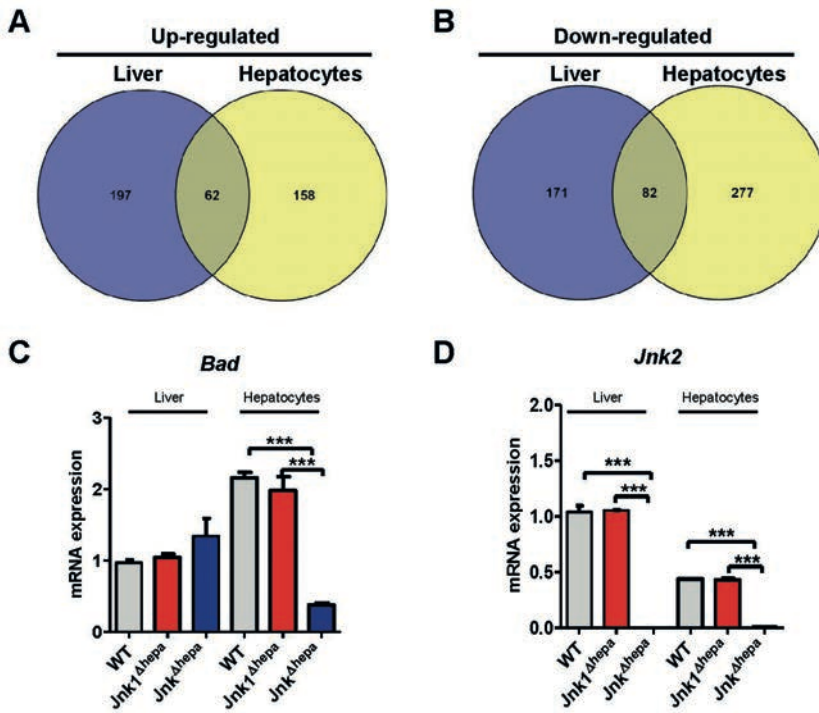 A
Up-regulated
Liver Hepatocytes
197 62 158
B
Down-regulated
Liver Hepatocytes
171 82 277
C
Bad
Liver Hepatocytes
mRNA expression
3
2
1
0
***
***
WT
Jnk1Δhepa
JnkΔhepa
WT
Jnk1Δhepa
JnkΔhepa
D
Jnk2
Liver Hepatocytes
mRNA expression
2.0
1.5
1.0
0.5
0.0
***
***
***
***
WT
Jnk1Δhepa
JnkΔhepa
WT
Jnk1Δhepa
JnkΔhepa